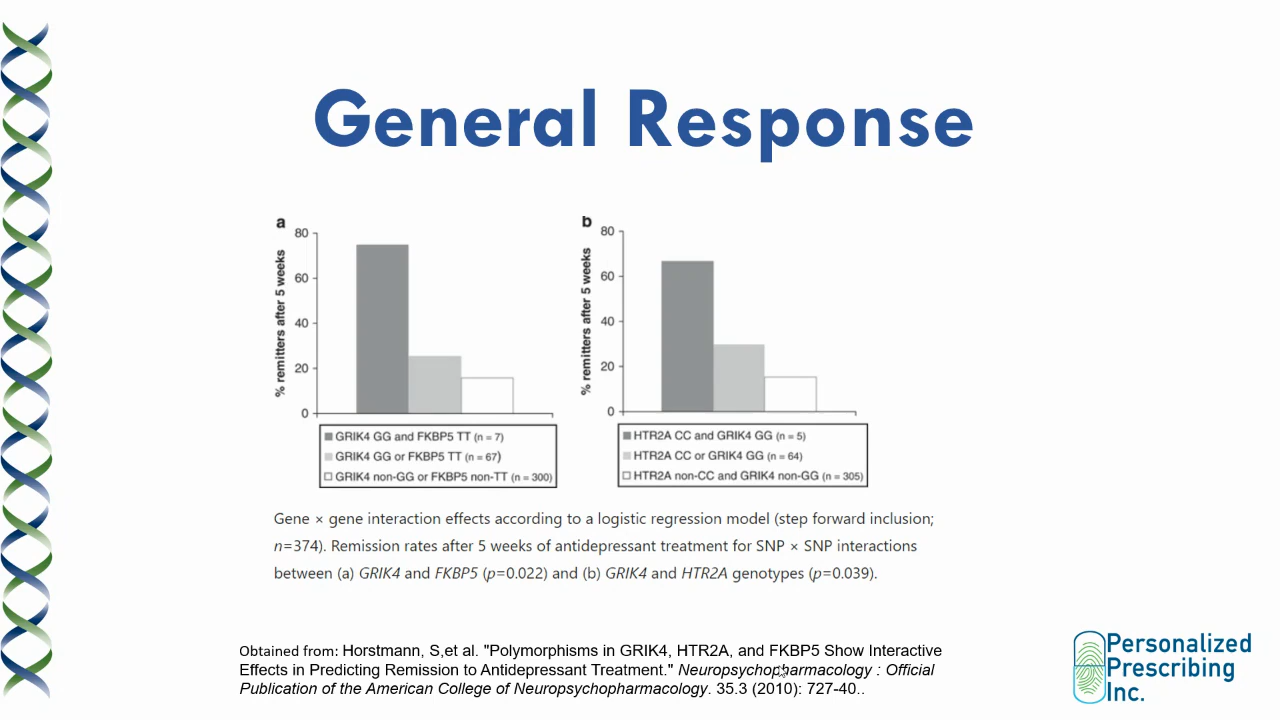 General Response
a
% remitters after 5 weeks
80
60
40
20
0
GRIK4 GG and FKBP5 TT (n = 7)
GRIK4 GG or FKBP5 TT (n = 67)
GRIK4 non-GG or FKBP5 non-TT (n = 300)
b
% remitters after 5 weeks
80
60
40
20
0
HTR2A CC and GRIK4 GG (n = 5)
HTR2A CC or GRIK4 GG (n = 64)
HTR2A non-CC and GRIK4 non-GG (n = 305)
Gene × gene interaction effects according to a logistic regression model (step forward inclusion;
n=374). Remission rates after 5 weeks of antidepressant treatment for SNP × SNP interactions
between (a) GRIK4 and FKBP5 (p=0.022) and (b) GRIK4 and HTR2A genotypes (p=0.039).
Obtained from: Horstmann, S,et al. "Polymorphisms in GRIK4, HTR2A, and FKBP5 Show Interactive
Effects in Predicting Remission to Antidepressant Treatment." Neuropsychopharmacology : Official
Publication of the American College of Neuropsychopharmacology. 35.3 (2010): 727-40..
Personalized
Prescribing
Inc.